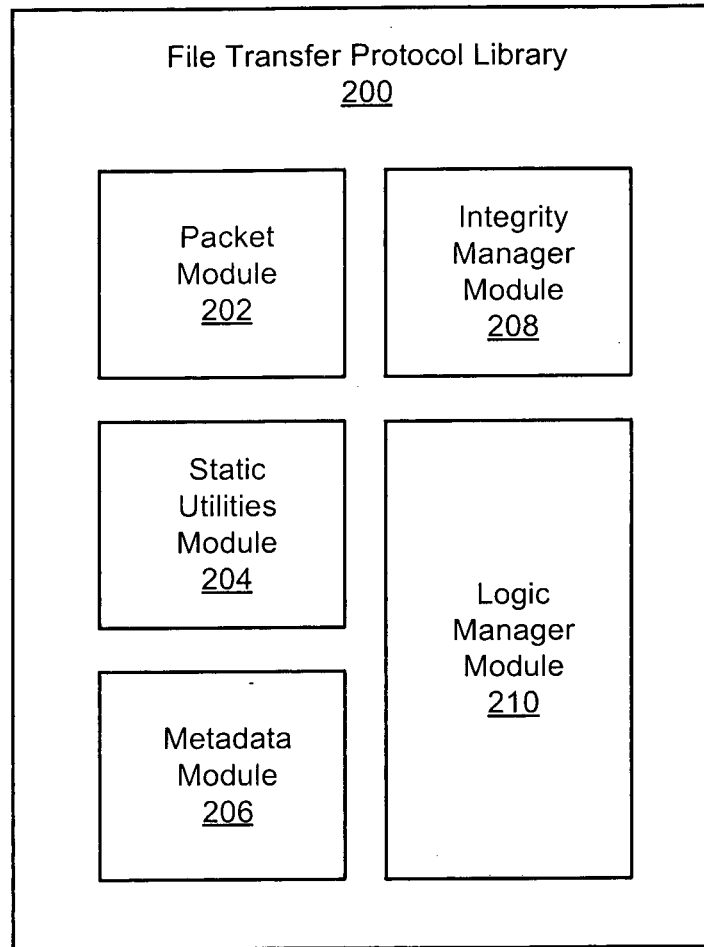 File Transfer Protocol Library
200
Packet
Module
202
Integrity
Manager
Module
208
Static
Utilities
Module
204
Logic
Manager
Module
210
Metadata
Module
206